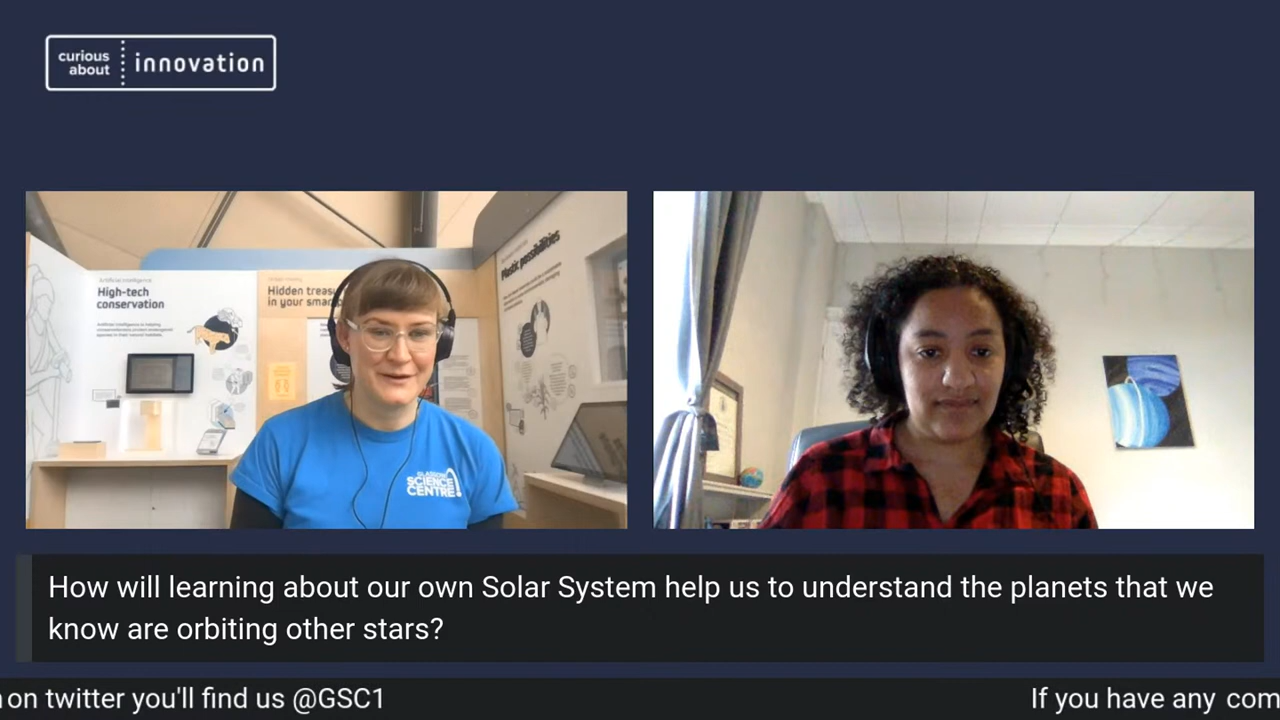 curious
about
innovation
High-tech
conservation
Hidden treas
in your smar
Plastic possibilities
GLASGOW
SCIENCE
CENTRE
How will learning about our own Solar System help us to understand the planets that we
know are orbiting other stars?
on twitter you'll find us @GSC1
If you have any com